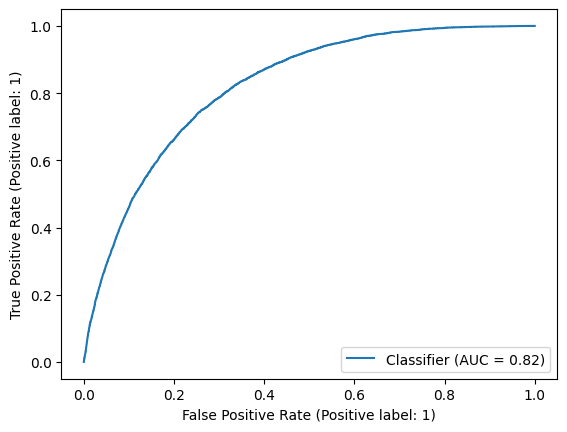 1.0
0.8
0.6
0.4
0.2
0.0
True Positive Rate (Positive label: 1)
Classifier (AUC = 0.82)
0.0 0.2 0.4 0.6 0.8 1.0
False Positive Rate (Positive label: 1)